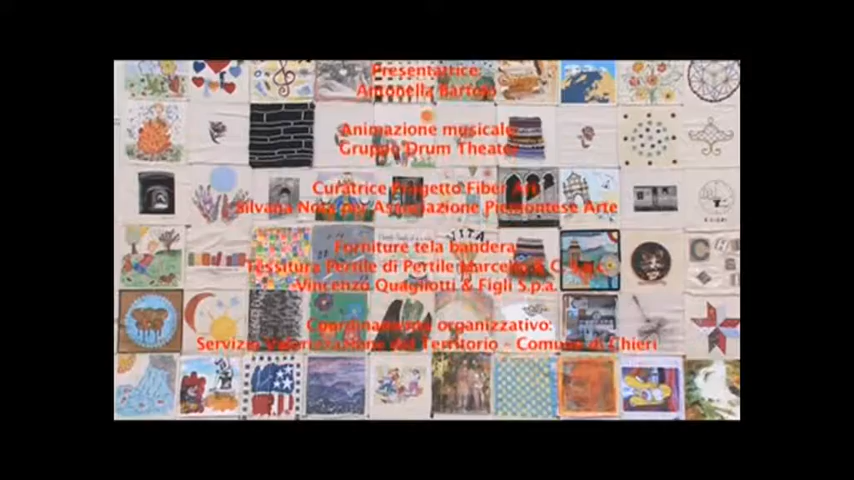 Presentatrice:
Antonella Bartolo
Animazione musicale
Gruppo Drum Theater
Curatrice Progetto Fiber Art
Silvana Nota per Associazione Piemontese Arte
VITA
Forniture tela bandera
Tessitura Pertile di Pertile Marcello & C.
Vincenzo Quagliotti & Figli S.p.a.
Coordinamento organizzativo:
Servizio Valorizzazione del Territorio - Comune di Chieri